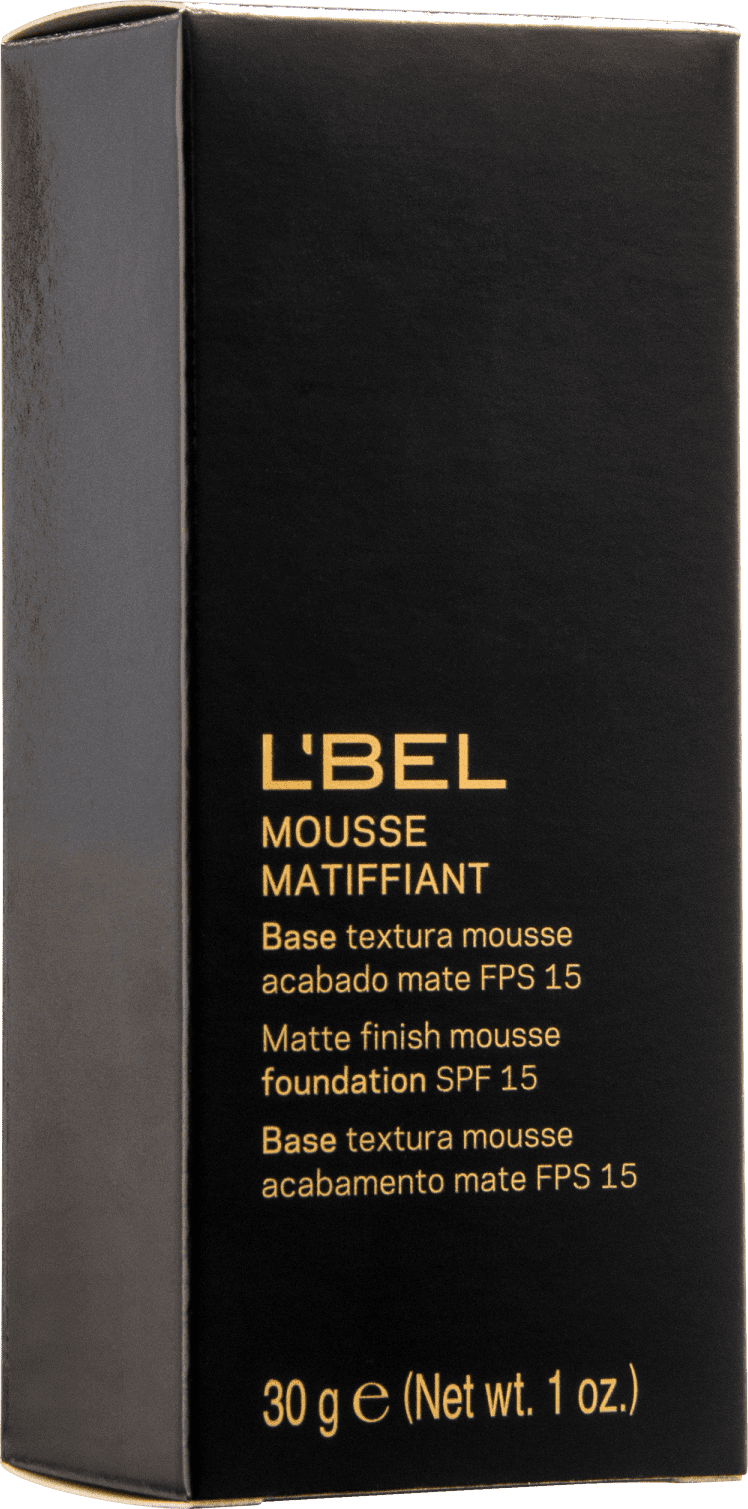 L'BEL
MOUSSE
MATIFFIANT
Base textura mousse
acabado mate FPS 15
Matte finish mousse
foundation SPF 15
Base textura mousse
acabamento mate FPS 15
30 g ℮ (Net wt. 1 oz.)